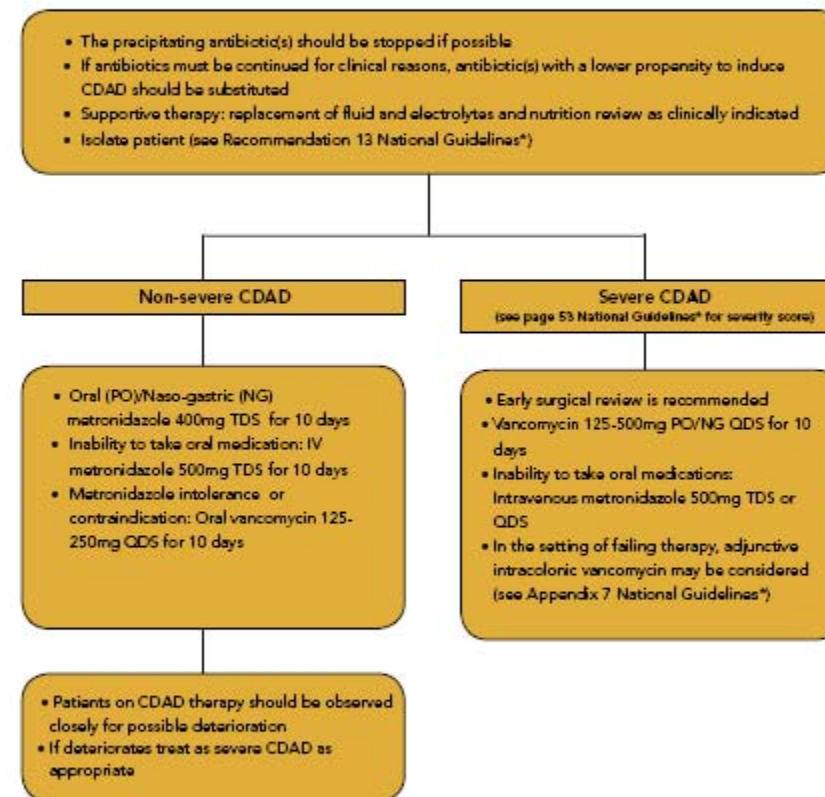 • The precipitating antibiotic(s) should be stopped if possible
• If antibiotics must be continued for clinical reasons, antibiotic(s) with a lower propensity to induce
CDAD should be substituted
• Supportive therapy: replacement of fluid and electrolytes and nutrition review as clinically indicated
• Isolate patient (see Recommendation 13 National Guidelines*)
Non-severe CDAD
• Oral (PO)/Naso-gastric (NG)
metronidazole 400mg TDS for 10 days
• Inability to take oral medication: IV
metronidazole 500mg TDS for 10 days
• Metronidazole intolerance or
contraindication: Oral vancomycin 125-
250mg QDS for 10 days
• Patients on CDAD therapy should be observed
closely for possible deterioration
• If deteriorates treat as severe CDAD as
appropriate
Severe CDAD
(see page 53 National Guidelines* for severity score)
• Early surgical review is recommended
• Vancomycin 125-500mg PO/NG QDS for 10
days
• Inability to take oral medications:
Intravenous metronidazole 500mg TDS or
QDS
• In the setting of failing therapy, adjunctive
intracolonic vancomycin may be considered
(see Appendix 7 National Guidelines*)